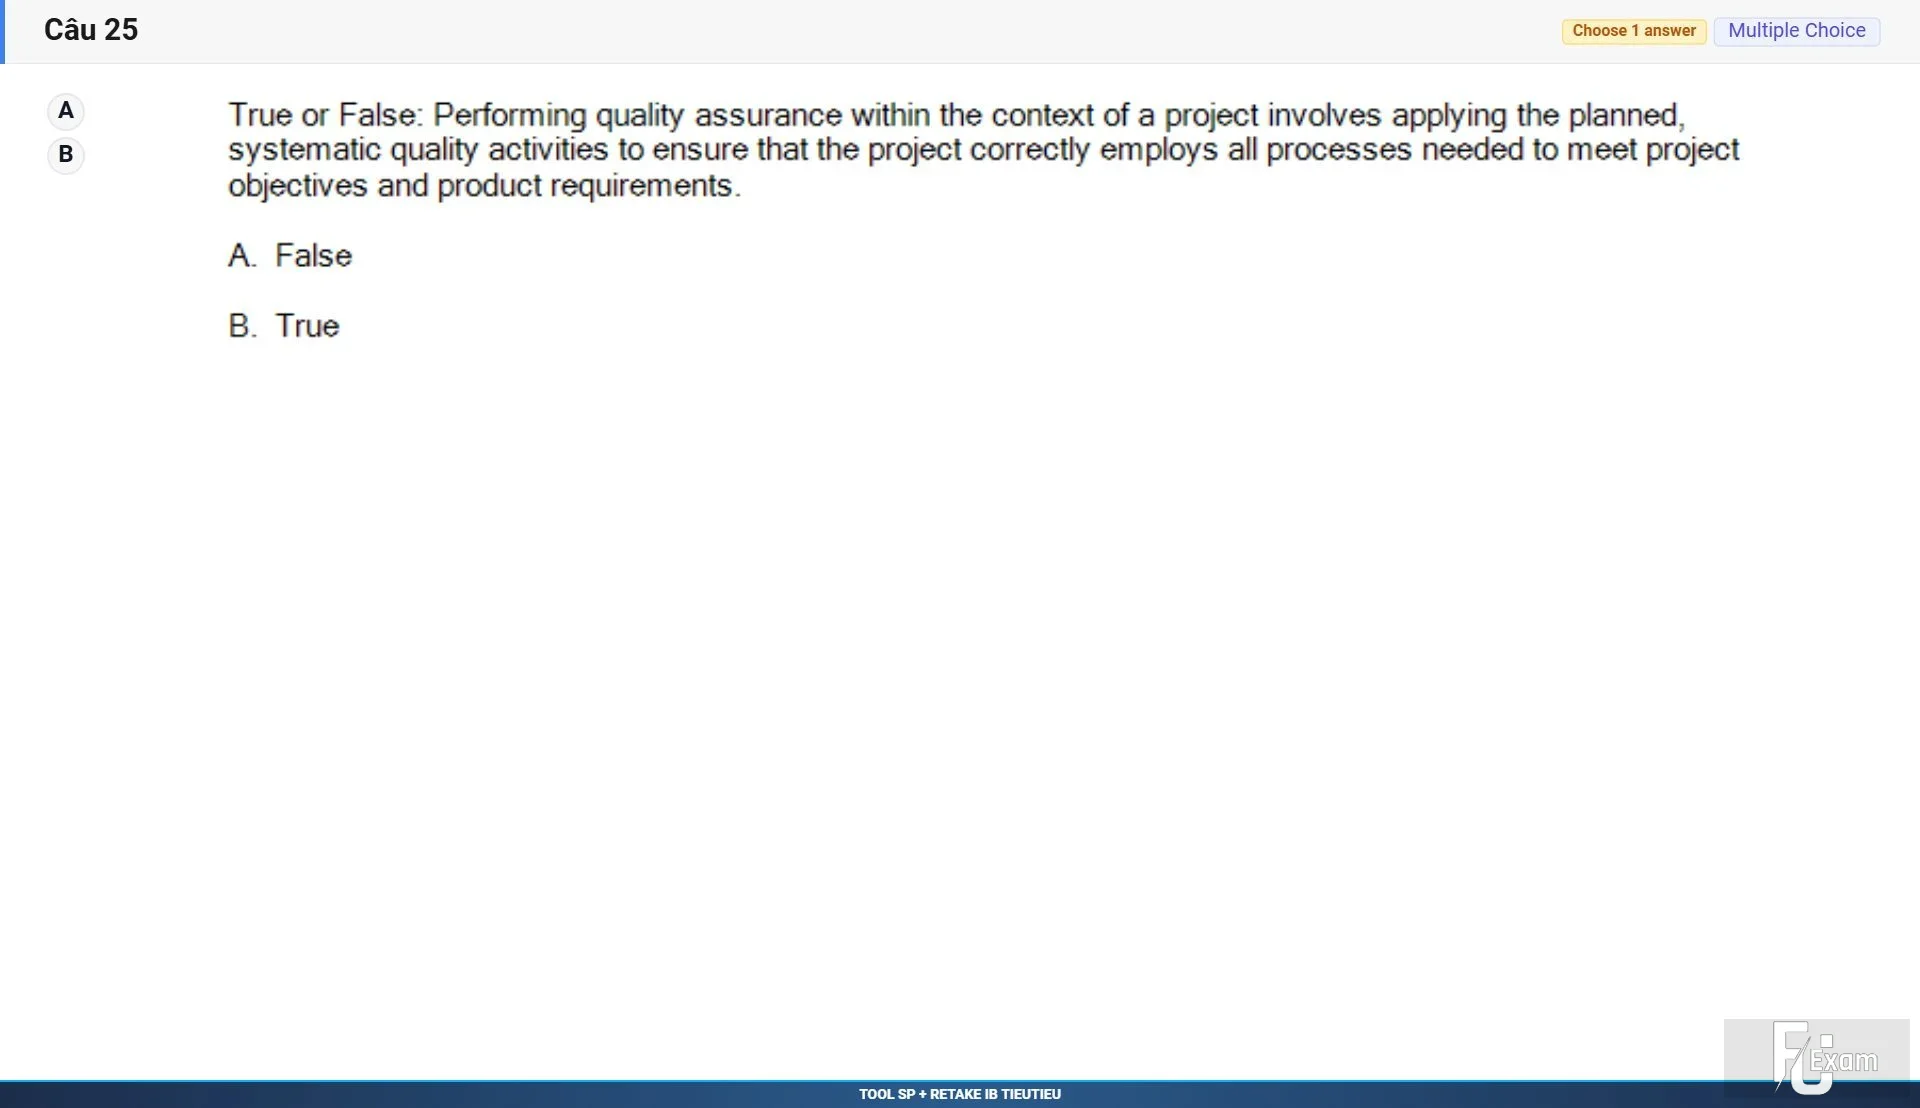 Câu 25
Choose 1 answer
Multiple Choice
A
B
True or False: Performing quality assurance within the context of a project involves applying the planned,
systematic quality activities to ensure that the project correctly employs all processes needed to meet project
objectives and product requirements.
A. False
B. True
FU Exam
TOOL SP + RETAKE IB TIEUTIEU